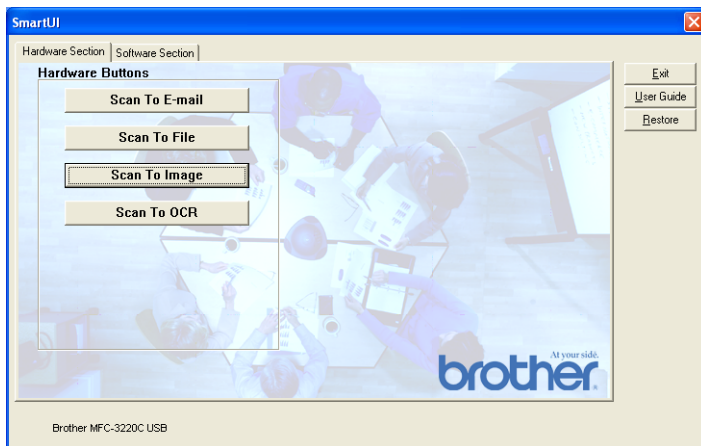 SmartUI
Hardware Section Software Section
Hardware Buttons
Scan To E-mail
Scan To File
Scan To Image
Scan To OCR
Exit
User Guide
Restore
At your side.
brother
Brother MFC-3220C USB